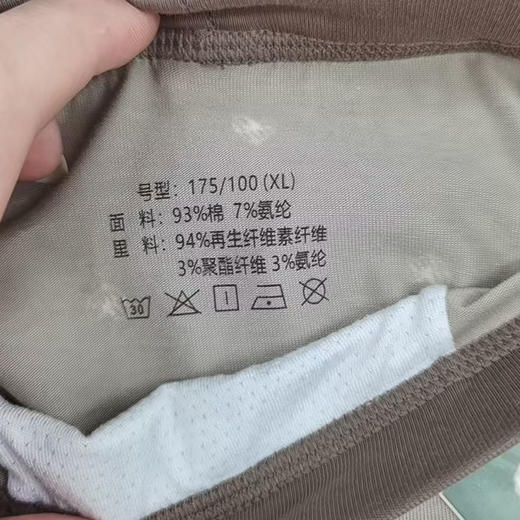 号型：175/100(XL)
面 料：93%棉 7%氨纶
里 料：94%再生纤维素纤维
3%聚酯纤维 3%氨纶
30